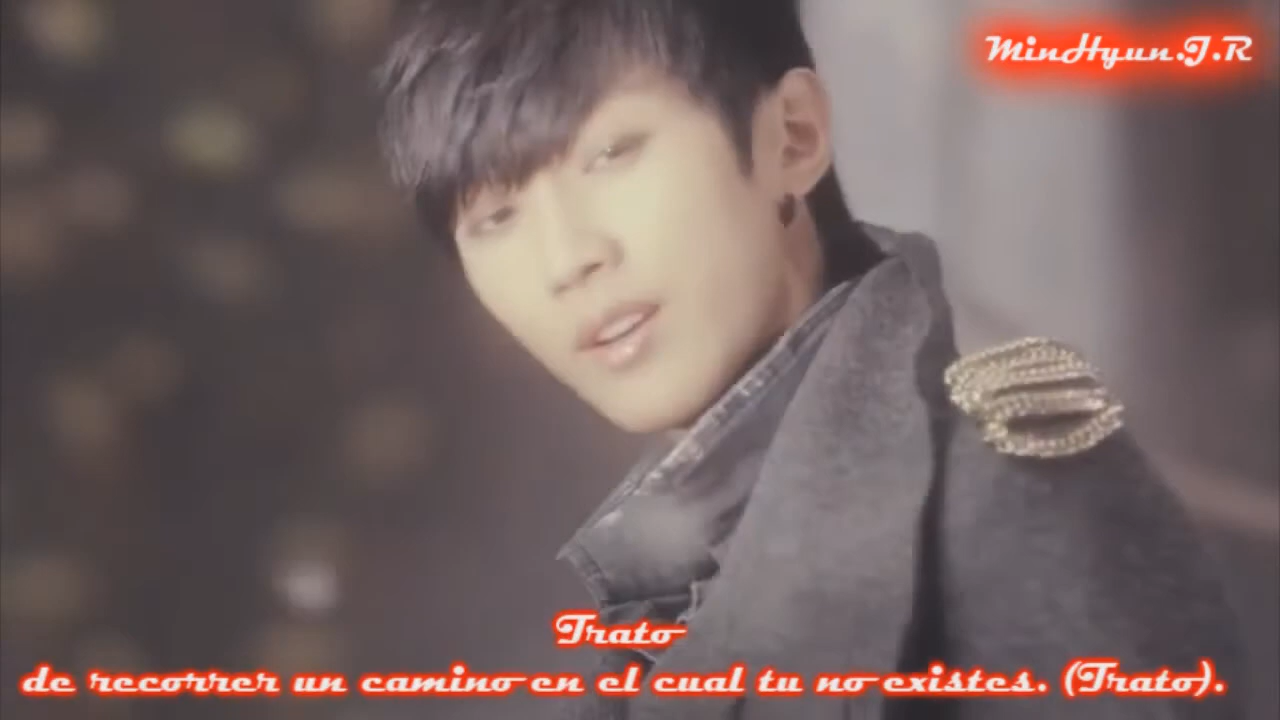 MinHyun.J.R
Trato
de recorrer un camino en el cual tu no existes. (Trato).